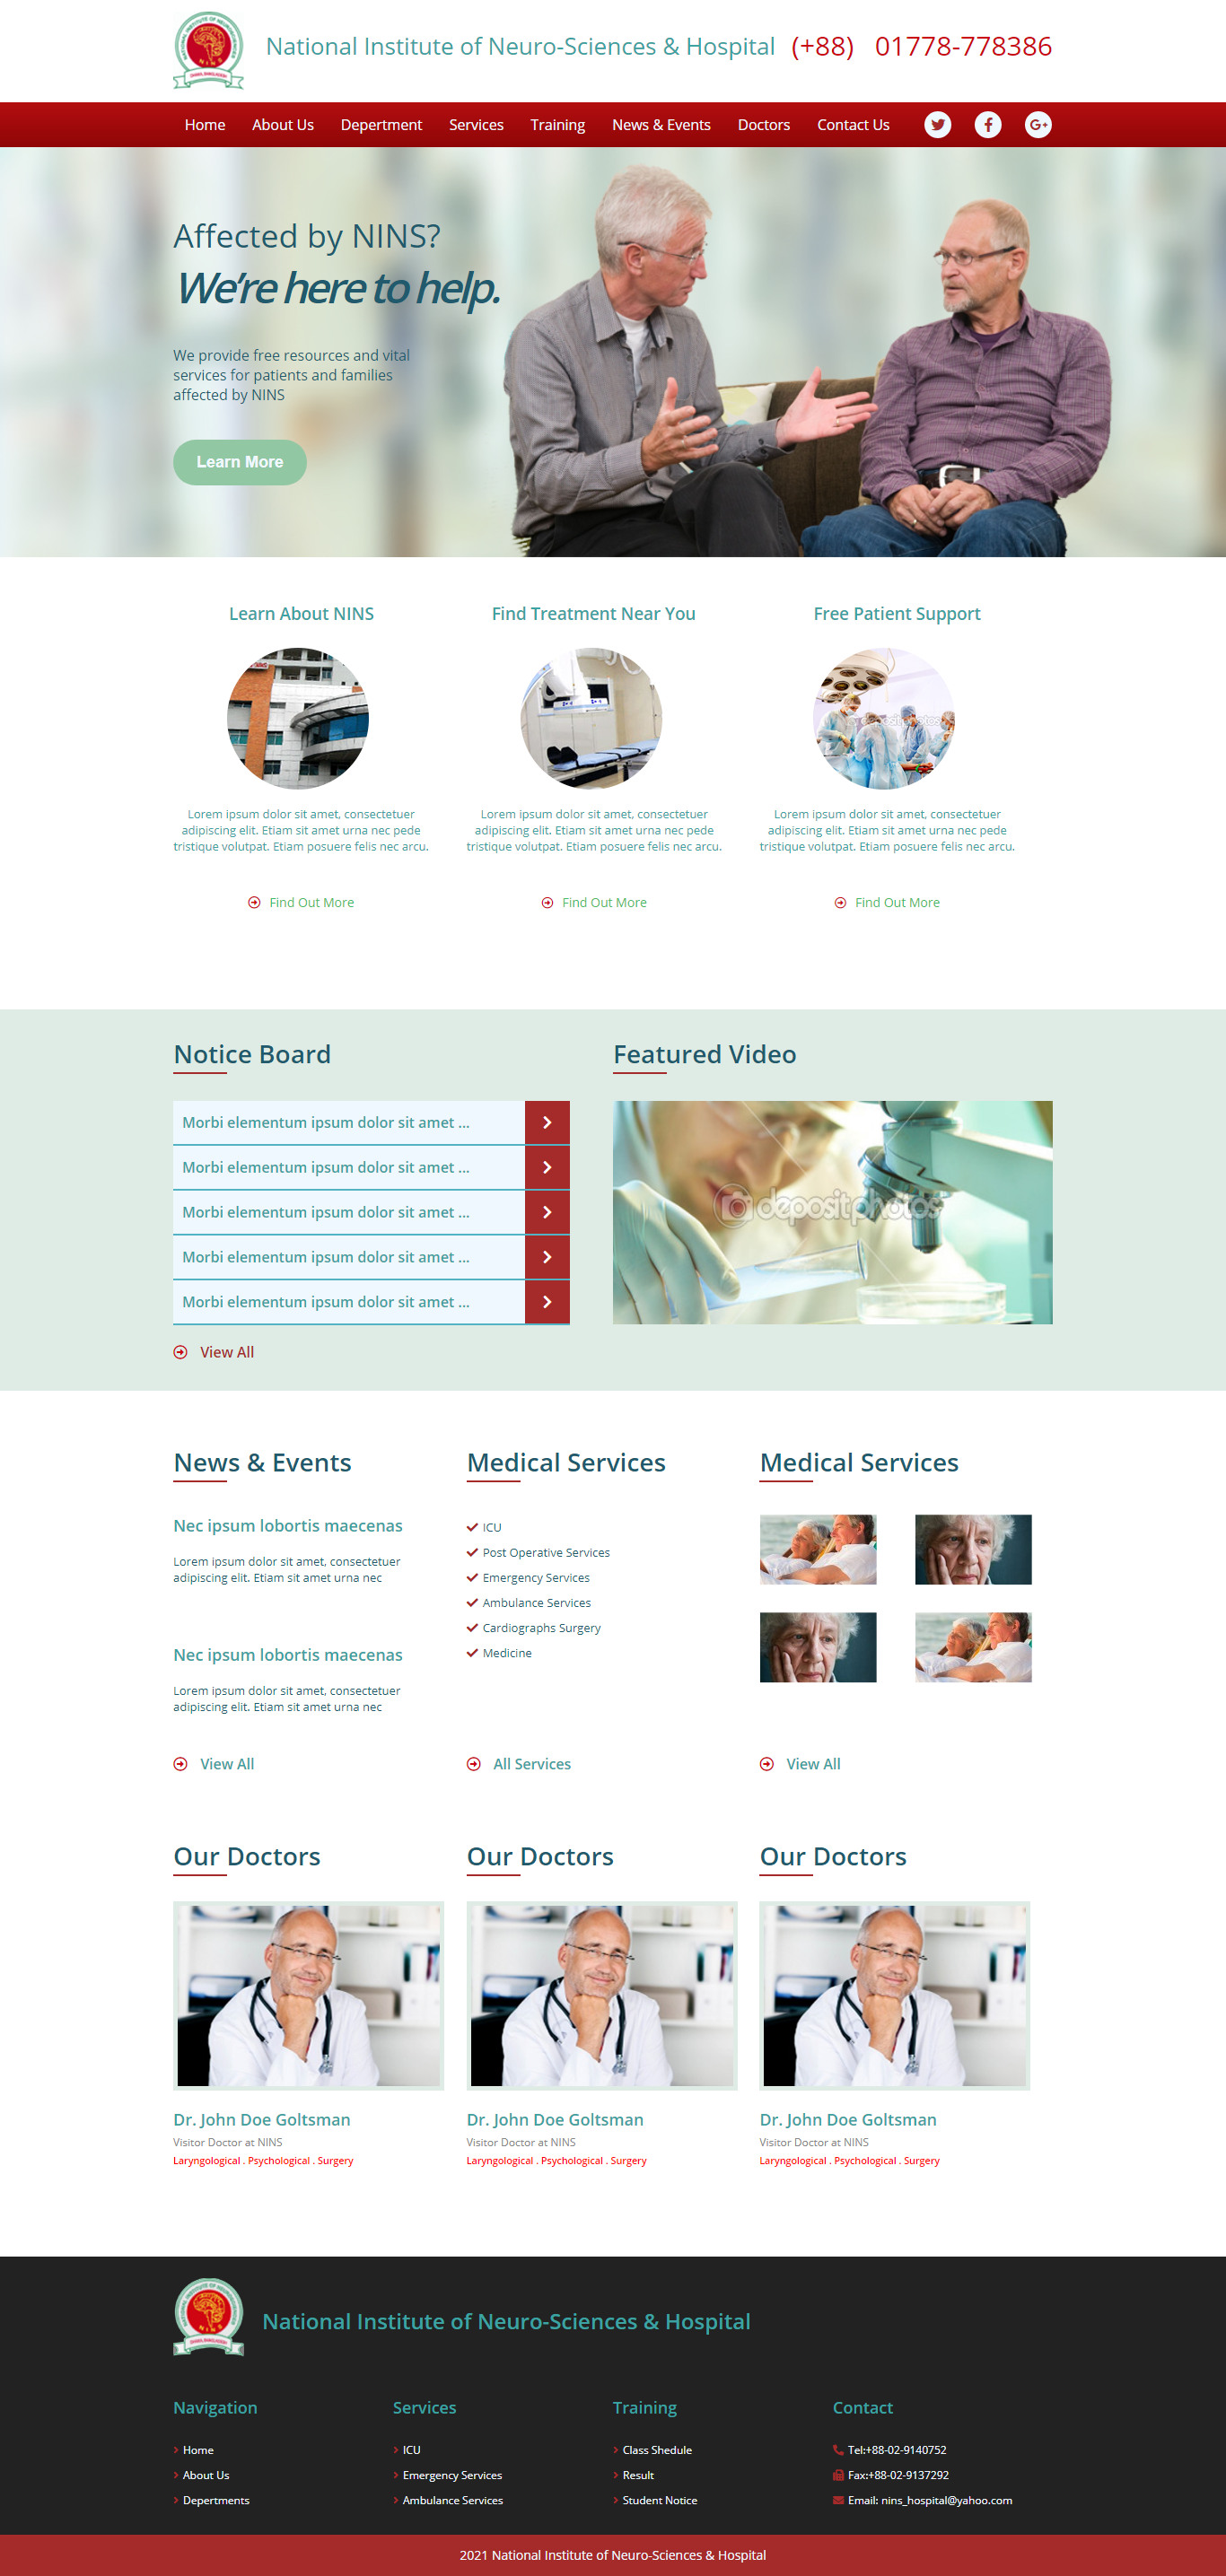 National Institute of Neuro-Sciences & Hospital (+88) 01778-778386
Home About Us Depertment Services Training News & Events Doctors Contact Us
Affected by NINS?
We're here to help.
We provide free resources and vital
services for patients and families
affected by NINS
Learn More
Learn About NINS Find Treatment Near You Free Patient Support
depositphotos
Lorem ipsum dolor sit amet, consectetuer
adipiscing elit. Etiam sit amet urna nec pede
tristique volutpat. Etiam posuere felis nec arcu.
Lorem ipsum dolor sit amet, consectetuer
adipiscing elit. Etiam sit amet urna nec pede
tristique volutpat. Etiam posuere felis nec arcu.
Lorem ipsum dolor sit amet, consectetuer
adipiscing elit. Etiam sit amet urna nec pede
tristique volutpat. Etiam posuere felis nec arcu.
Find Out More Find Out More Find Out More
Notice Board
Morbi elementum ipsum dolor sit amet ...
Morbi elementum ipsum dolor sit amet ...
Morbi elementum ipsum dolor sit amet ...
Morbi elementum ipsum dolor sit amet ...
Morbi elementum ipsum dolor sit amet ...
View All
Featured Video
depositphotos
News & Events
Nec ipsum lobortis maecenas
Lorem ipsum dolor sit amet, consectetuer
adipiscing elit. Etiam sit amet urna nec
Nec ipsum lobortis maecenas
Lorem ipsum dolor sit amet, consectetuer
adipiscing elit. Etiam sit amet urna nec
View All
Medical Services
ICU
Post Operative Services
Emergency Services
Ambulance Services
Cardiographs Surgery
Medicine
All Services
Medical Services
View All
Our Doctors
Dr. John Doe Goltsman
Visitor Doctor at NINS
Laryngological . Psychological . Surgery
Our Doctors
Dr. John Doe Goltsman
Visitor Doctor at NINS
Laryngological . Psychological . Surgery
Our Doctors
Dr. John Doe Goltsman
Visitor Doctor at NINS
Laryngological . Psychological . Surgery
National Institute of Neuro-Sciences & Hospital
Navigation
Home
About Us
Depertments
Services
ICU
Emergency Services
Ambulance Services
Training
Class Shedule
Result
Student Notice
Contact
Tel:+88-02-9140752
Fax:+88-02-9137292
Email: nins_hospital@yahoo.com
2021 National Institute of Neuro-Sciences & Hospital